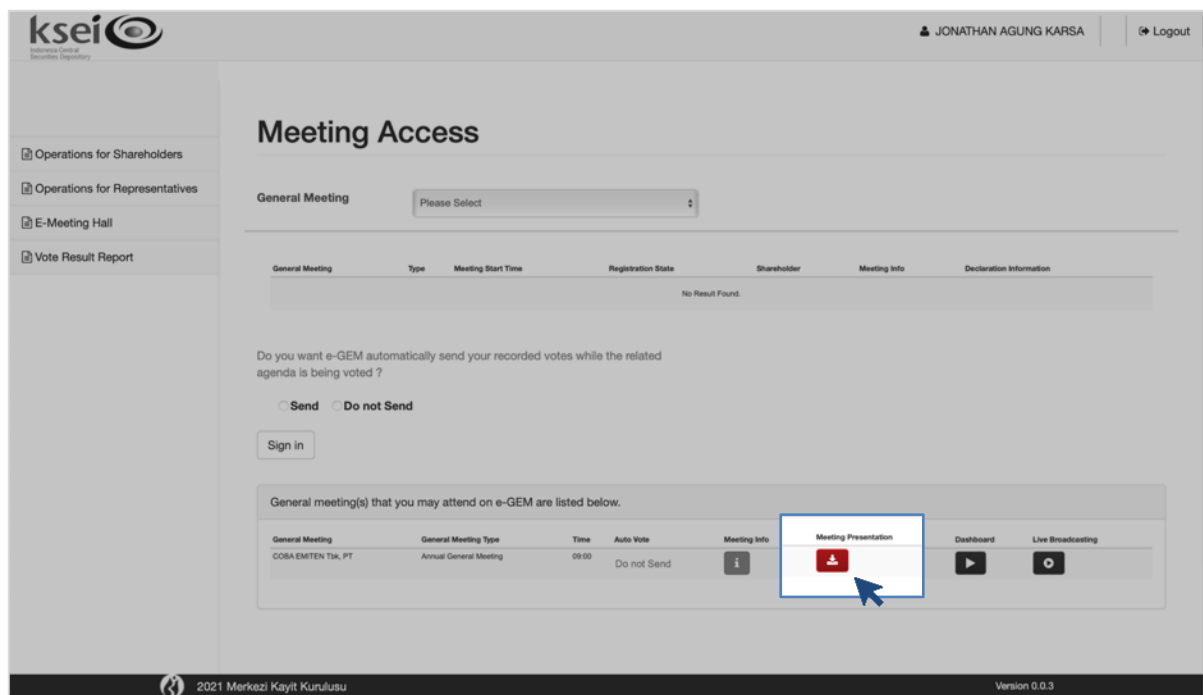 ksei
Indonesia Central
Securities Depository
JONATHAN AGUNG KARSA
Logout
Operations for Shareholders
Operations for Representatives
E-Meeting Hall
Vote Result Report
Meeting Access
General Meeting Please Select
General Meeting Type Meeting Start Time Registration State Shareholder Meeting Info Declaration Information
No Result Found.
Do you want e-GEM automatically send your recorded votes while the related
agenda is being voted ?
Send Do not Send
Sign in
General meeting(s) that you may attend on e-GEM are listed below.
General Meeting General Meeting Type Time Auto Vote Meeting Info Meeting Presentation Dashboard Live Broadcasting
COBA EMITEN Tbk, PT Annual General Meeting 09:00 Do not Send i
2021 Merkezi Kayit Kurulusu Version 0.0.3